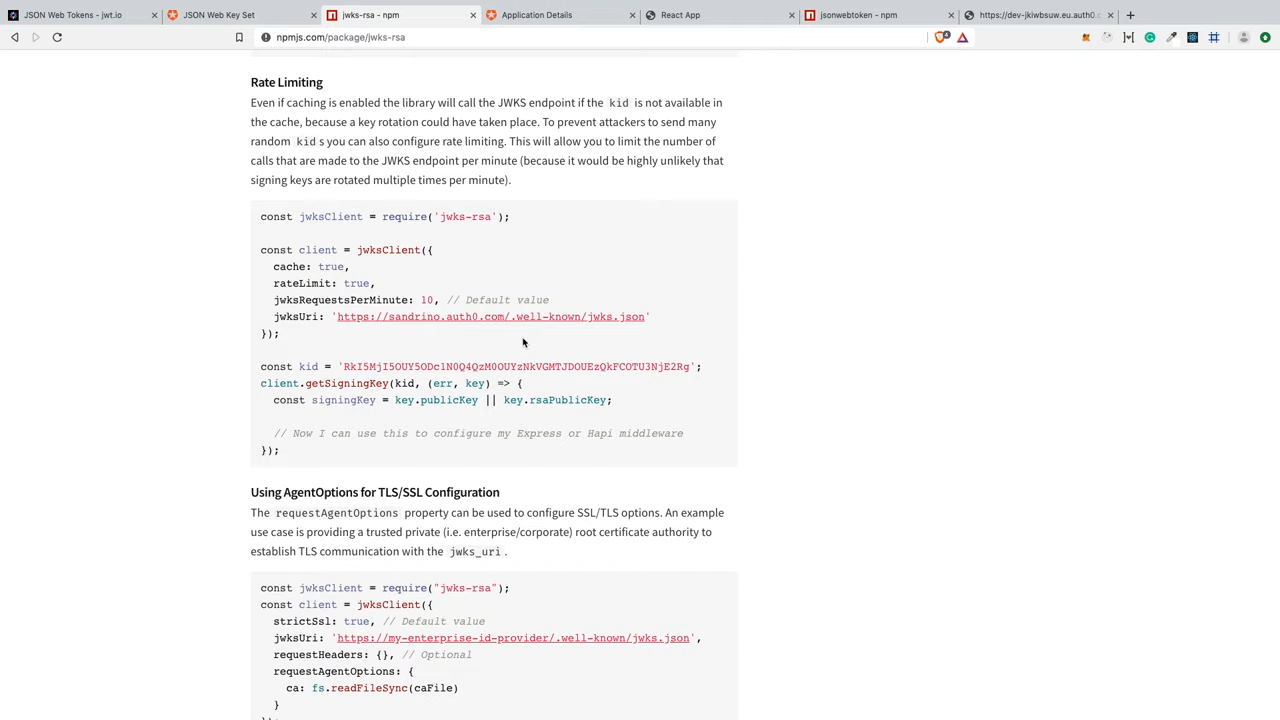 JSON Web Tokens - jwt.io
JSON Web Key Set
jwks-rsa - npm
Application Details
React App
jsonwebtoken - npm
https://dev-jkiwbsuw.eu.auth0.c
npmjs.com/package/jwks-rsa
4
Rate Limiting
Even if caching is enabled the library will call the JWKS endpoint if the kid is not available in
the cache, because a key rotation could have taken place. To prevent attackers to send many
random kid s you can also configure rate limiting. This will allow you to limit the number of
calls that are made to the JWKS endpoint per minute (because it would be highly unlikely that
signing keys are rotated multiple times per minute).
const jwksClient = require('jwks-rsa');
const client = jwksClient({
cache: true,
rateLimit: true,
jwksRequestsPerMinute: 10, // Default value
jwksUri: 'https://sandrino.auth0.com/.well-known/jwks.json'
});
const kid = 'RkI5MjI5OUY5ODc1N0Q4QzM0OUYzNkVGMTJDOUEzQkFCOTU3NjE2Rg';
client.getSigningKey(kid, (err, key) => {
const signingKey = key.publicKey || key.rsaPublicKey;
// Now I can use this to configure my Express or Hapi middleware
});
Using AgentOptions for TLS/SSL Configuration
The requestAgentOptions property can be used to configure SSL/TLS options. An example
use case is providing a trusted private (i.e. enterprise/corporate) root certificate authority to
establish TLS communication with the jwks_uri .
const jwksClient = require("jwks-rsa");
const client = jwksClient({
strictSsl: true, // Default value
jwksUri: 'https://my-enterprise-id-provider/.well-known/jwks.json',
requestHeaders: {}, // Optional
requestAgentOptions: {
ca: fs.readFileSync(caFile)
}
});